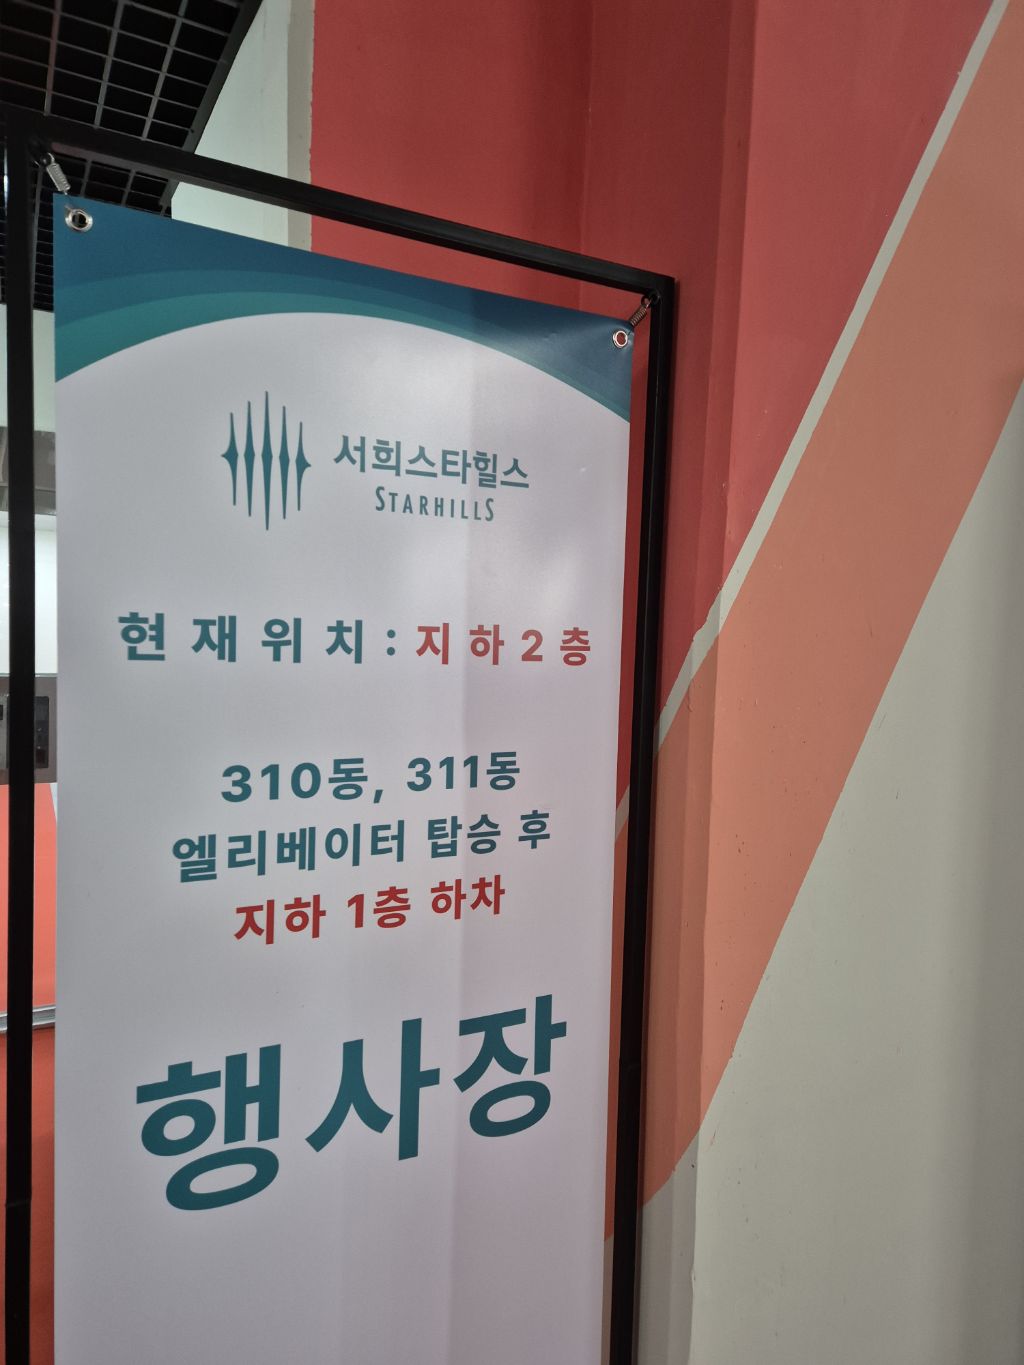 서희스타힐스
STARHILLS
현재위치:지하2층
310동, 311동
엘리베이터 탑승 후
지하 1층 하차
행사장